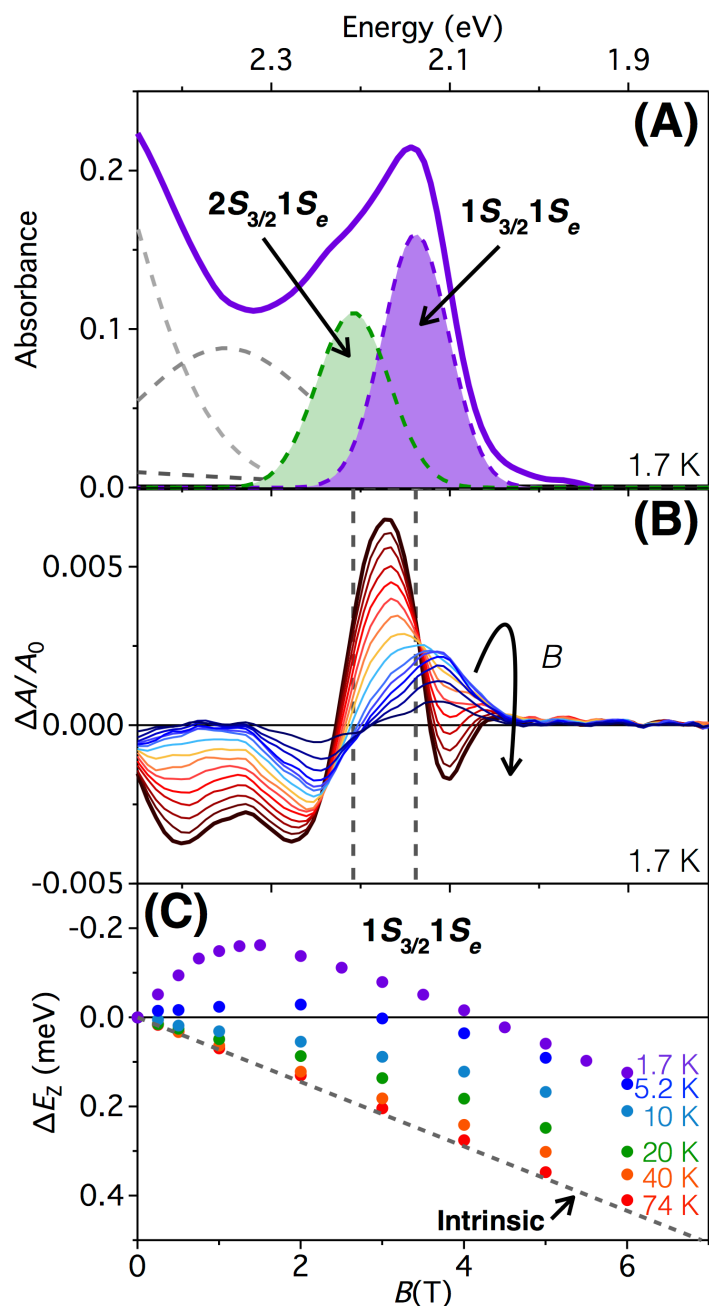 Energy (eV)
2.3 2.1 1.9
(A)
2S3/21Se 1S3/21Se
Absorbance
0.2
0.1
0.0
1.7 K
(B)
ΔA/A0
0.005
0.000
-0.005
B
1.7 K
(C)
1S3/21Se
ΔEZ (meV)
-0.2
0.0
0.2
0.4
1.7 K
5.2 K
10 K
20 K
40 K
74 K
Intrinsic
0 2 4 6
B(T)